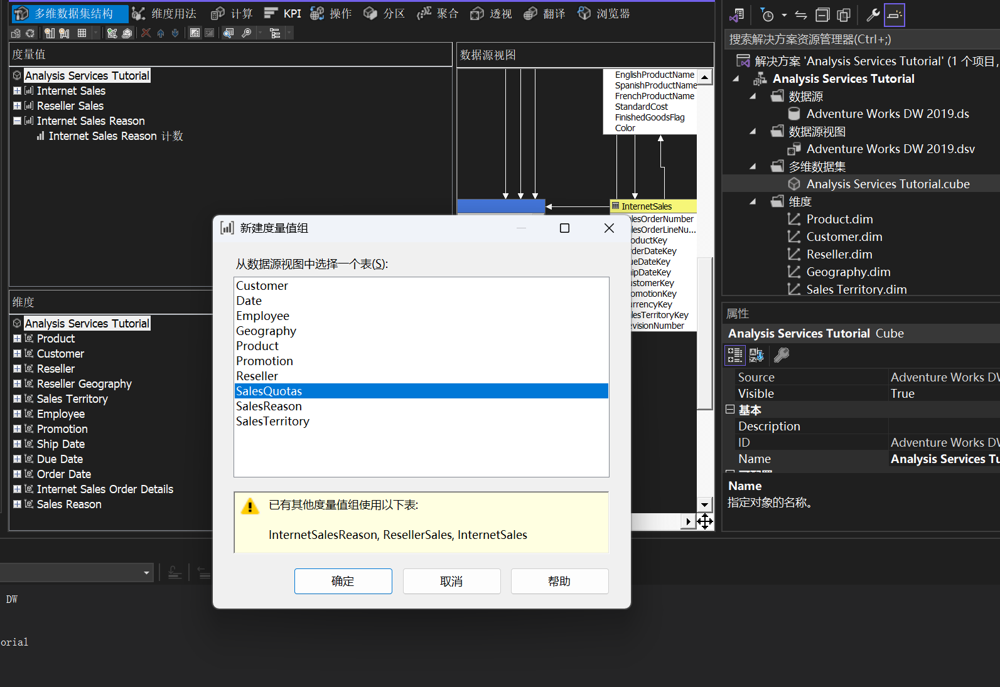 多维数据集结构 维度用法 计算 KPI 操作 分区 聚合 透视 翻译 浏览器
度量值
Analysis Services Tutorial
Internet Sales
Reseller Sales
Internet Sales Reason
Internet Sales Reason 计数
维度
Analysis Services Tutorial
Product
Customer
Reseller
Reseller Geography
Sales Territory
Employee
Promotion
Ship Date
Due Date
Order Date
Internet Sales Order Details
Sales Reason
数据源视图
EnglishProductName
SpanishProductName
FrenchProductName
StandardCost
FinishedGoodsFlag
Color
InternetSales
lesOrderNumber
lesOrderLineNu...
oductKey
rderDateKey
ueDateKey
ipDateKey
stomerKey
omotionKey
rrencyKey
lesTerritoryKey
visionNumber
新建度量值组
从数据源视图中选择一个表(S):
Customer
Date
Employee
Geography
Product
Promotion
Reseller
SalesQuotas
SalesReason
SalesTerritory
已有其他度量值组使用以下表:
InternetSalesReason, ResellerSales, InternetSales
确定 取消 帮助
DW
orial
搜索解决方案资源管理器(Ctrl+;)
解决方案 'Analysis Services Tutorial' (1 个项目,
Analysis Services Tutorial
数据源
Adventure Works DW 2019.ds
数据源视图
Adventure Works DW 2019.dsv
多维数据集
Analysis Services Tutorial.cube
维度
Product.dim
Customer.dim
Reseller.dim
Geography.dim
Sales Territory.dim
属性
Analysis Services Tutorial Cube
Source Adventure Works DW
Visible True
基本
Description
ID Adventure Works DW
Name Analysis Services Tu
Name
指定对象的名称。